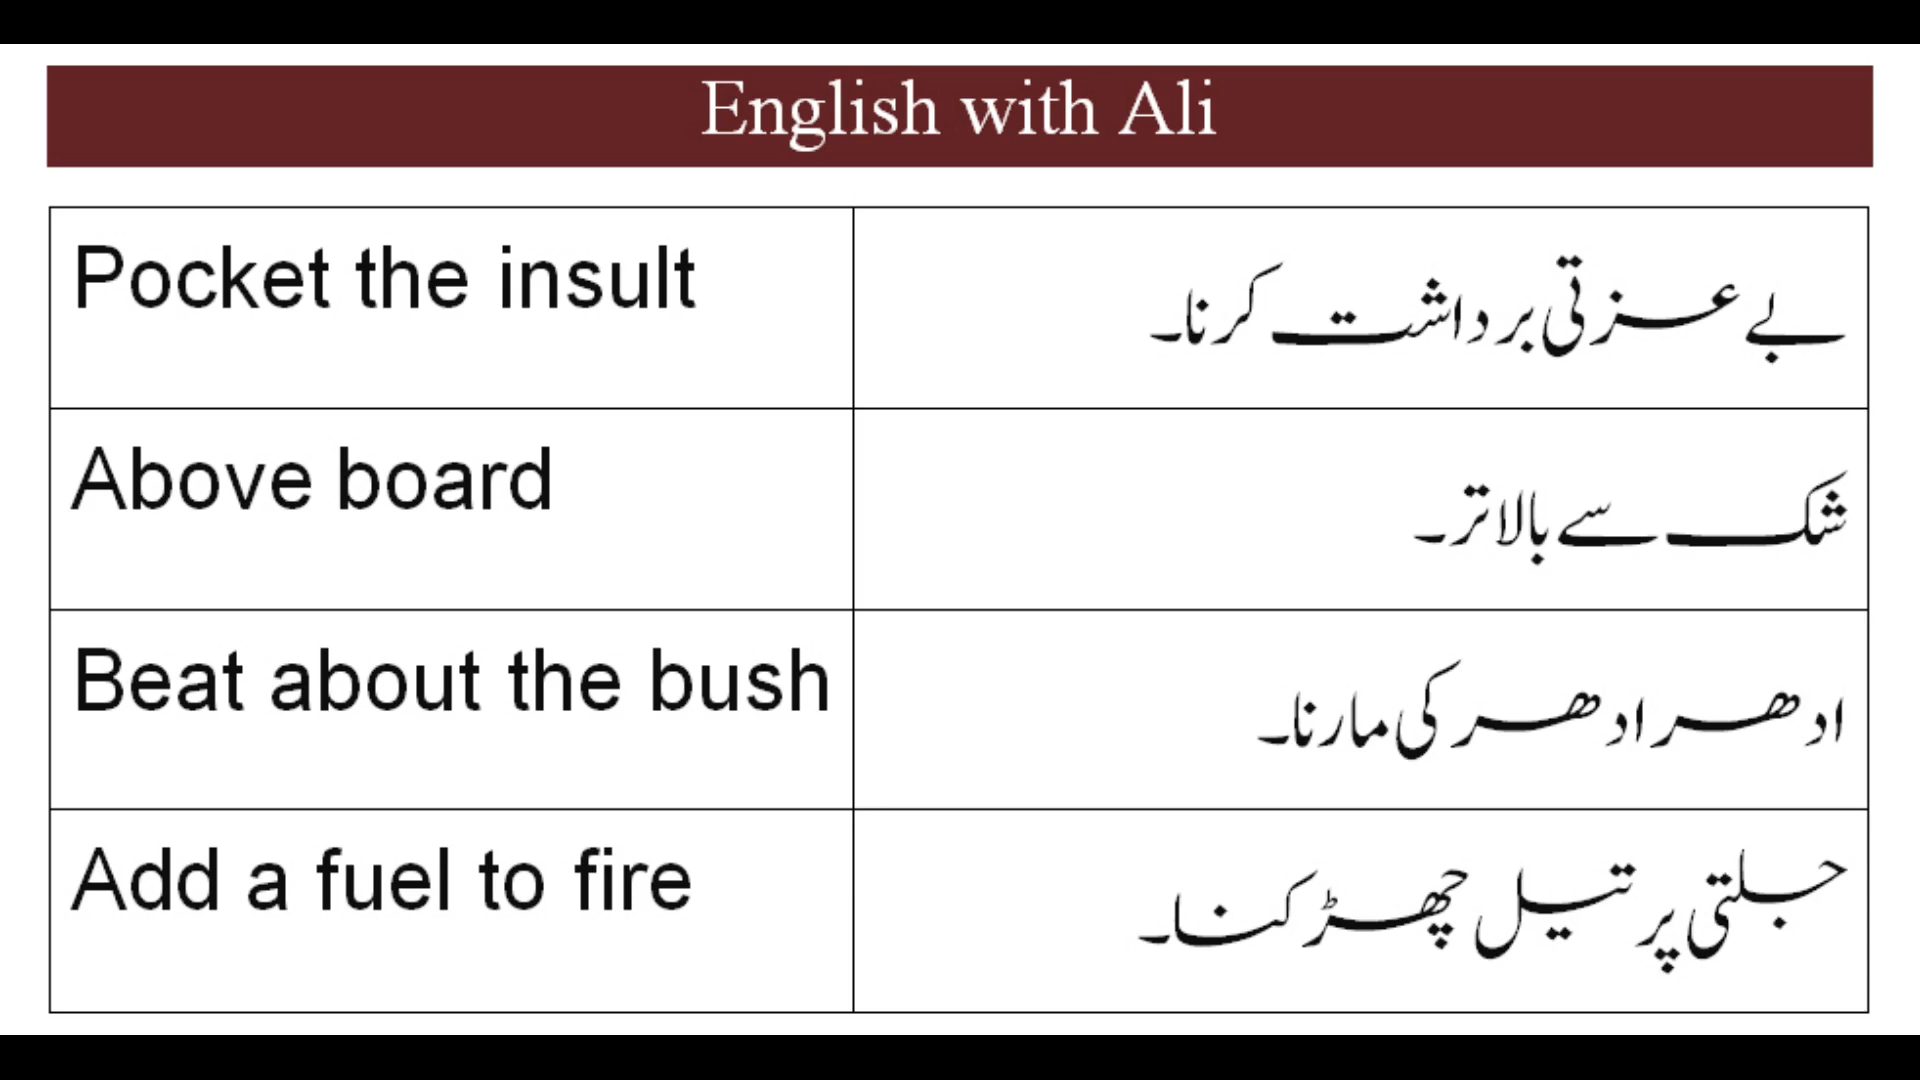 English with Ali
Pocket the insult
بے عزتی برداشت کرنا۔
Above board
شک سے بالاتر۔
Beat about the bush
ادھر ادھر کی مارنا۔
Add a fuel to fire
جلتی پر تیل چھڑکنا۔